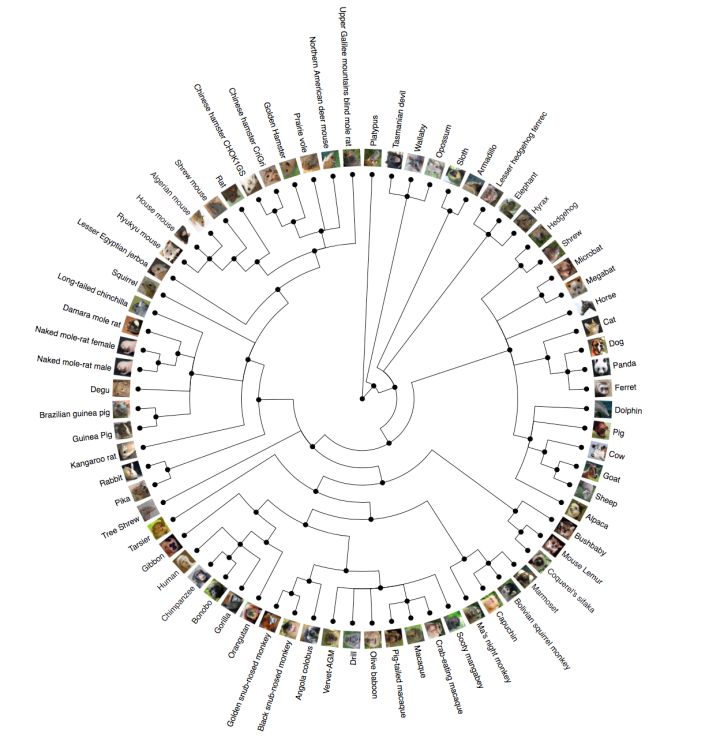 Platypus
Tasmanian devil
Wallaby
Opossum
Sloth
Armadillo
Lesser hedgehog tenrec
Elephant
Hyrax
Hedgehog
Shrew
Microbat
Megabat
Horse
Cat
Dog
Panda
Ferret
Dolphin
Pig
Cow
Goat
Sheep
Alpaca
Bushbaby
Mouse Lemur
Coquerel's sifaka
Marmoset
Bolivian squirrel monkey
Capuchin
Ma's night monkey
Sooty mangabey
Crab-eating macaque
Macaque
Pig-tailed macaque
Olive baboon
Drill
Vervet-AGM
Angola colobus
Black snub-nosed monkey
Golden snub-nosed monkey
Orangutan
Gorilla
Bonobo
Chimpanzee
Human
Gibbon
Tarsier
Tree Shrew
Pika
Rabbit
Kangaroo rat
Guinea Pig
Brazilian guinea pig
Degu
Naked mole-rat male
Naked mole-rat female
Damara mole rat
Long-tailed chinchilla
Squirrel
Lesser Egyptian jerboa
Ryukyu mouse
House mouse
Algerian mouse
Shrew mouse
Rat
Chinese hamster CHOK1GS
Chinese hamster CriGri
Golden Hamster
Prairie vole
Northern American deer mouse
Upper Galilee mountains blind mole rat